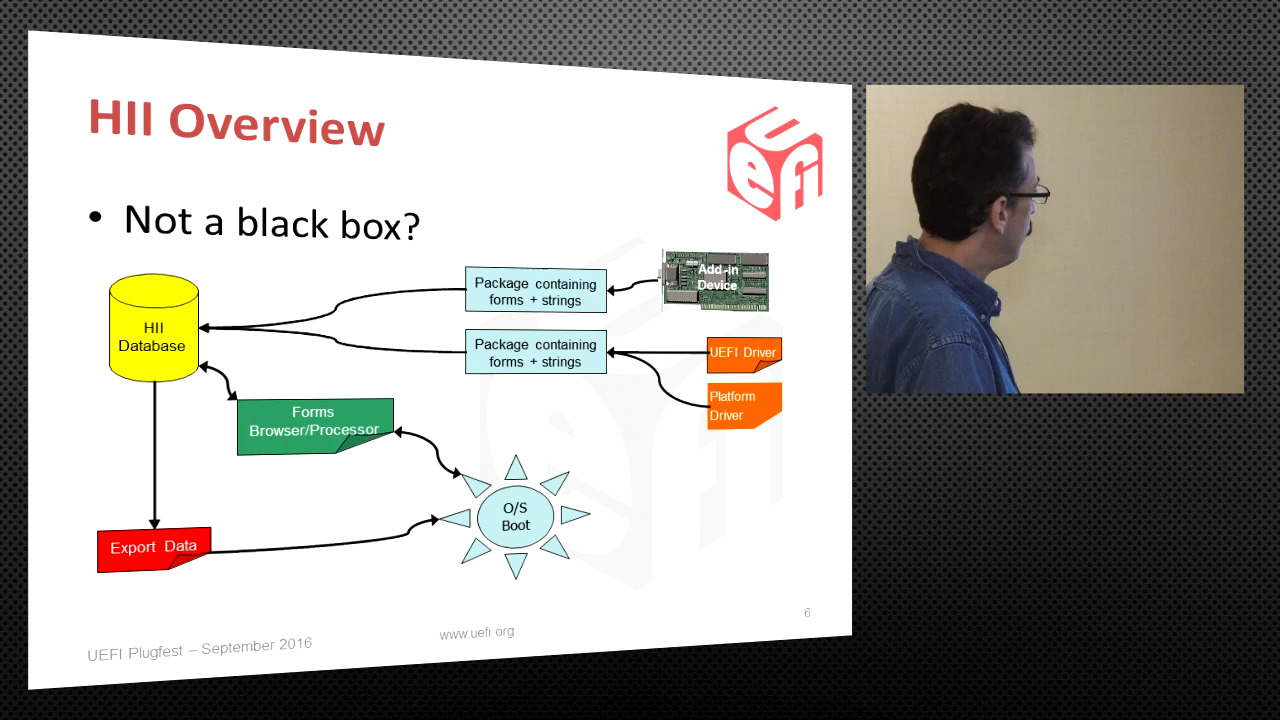 HII Overview
uefi
• Not a black box?
Add-in
Device
Package containing
forms + strings
HII
Database
Package containing
forms + strings
UEFI Driver
Platform
Driver
Forms
Browser/Processor
O/S
Boot
Export Data
6
www.uefi.org
UEFI Plugfest – September 2016